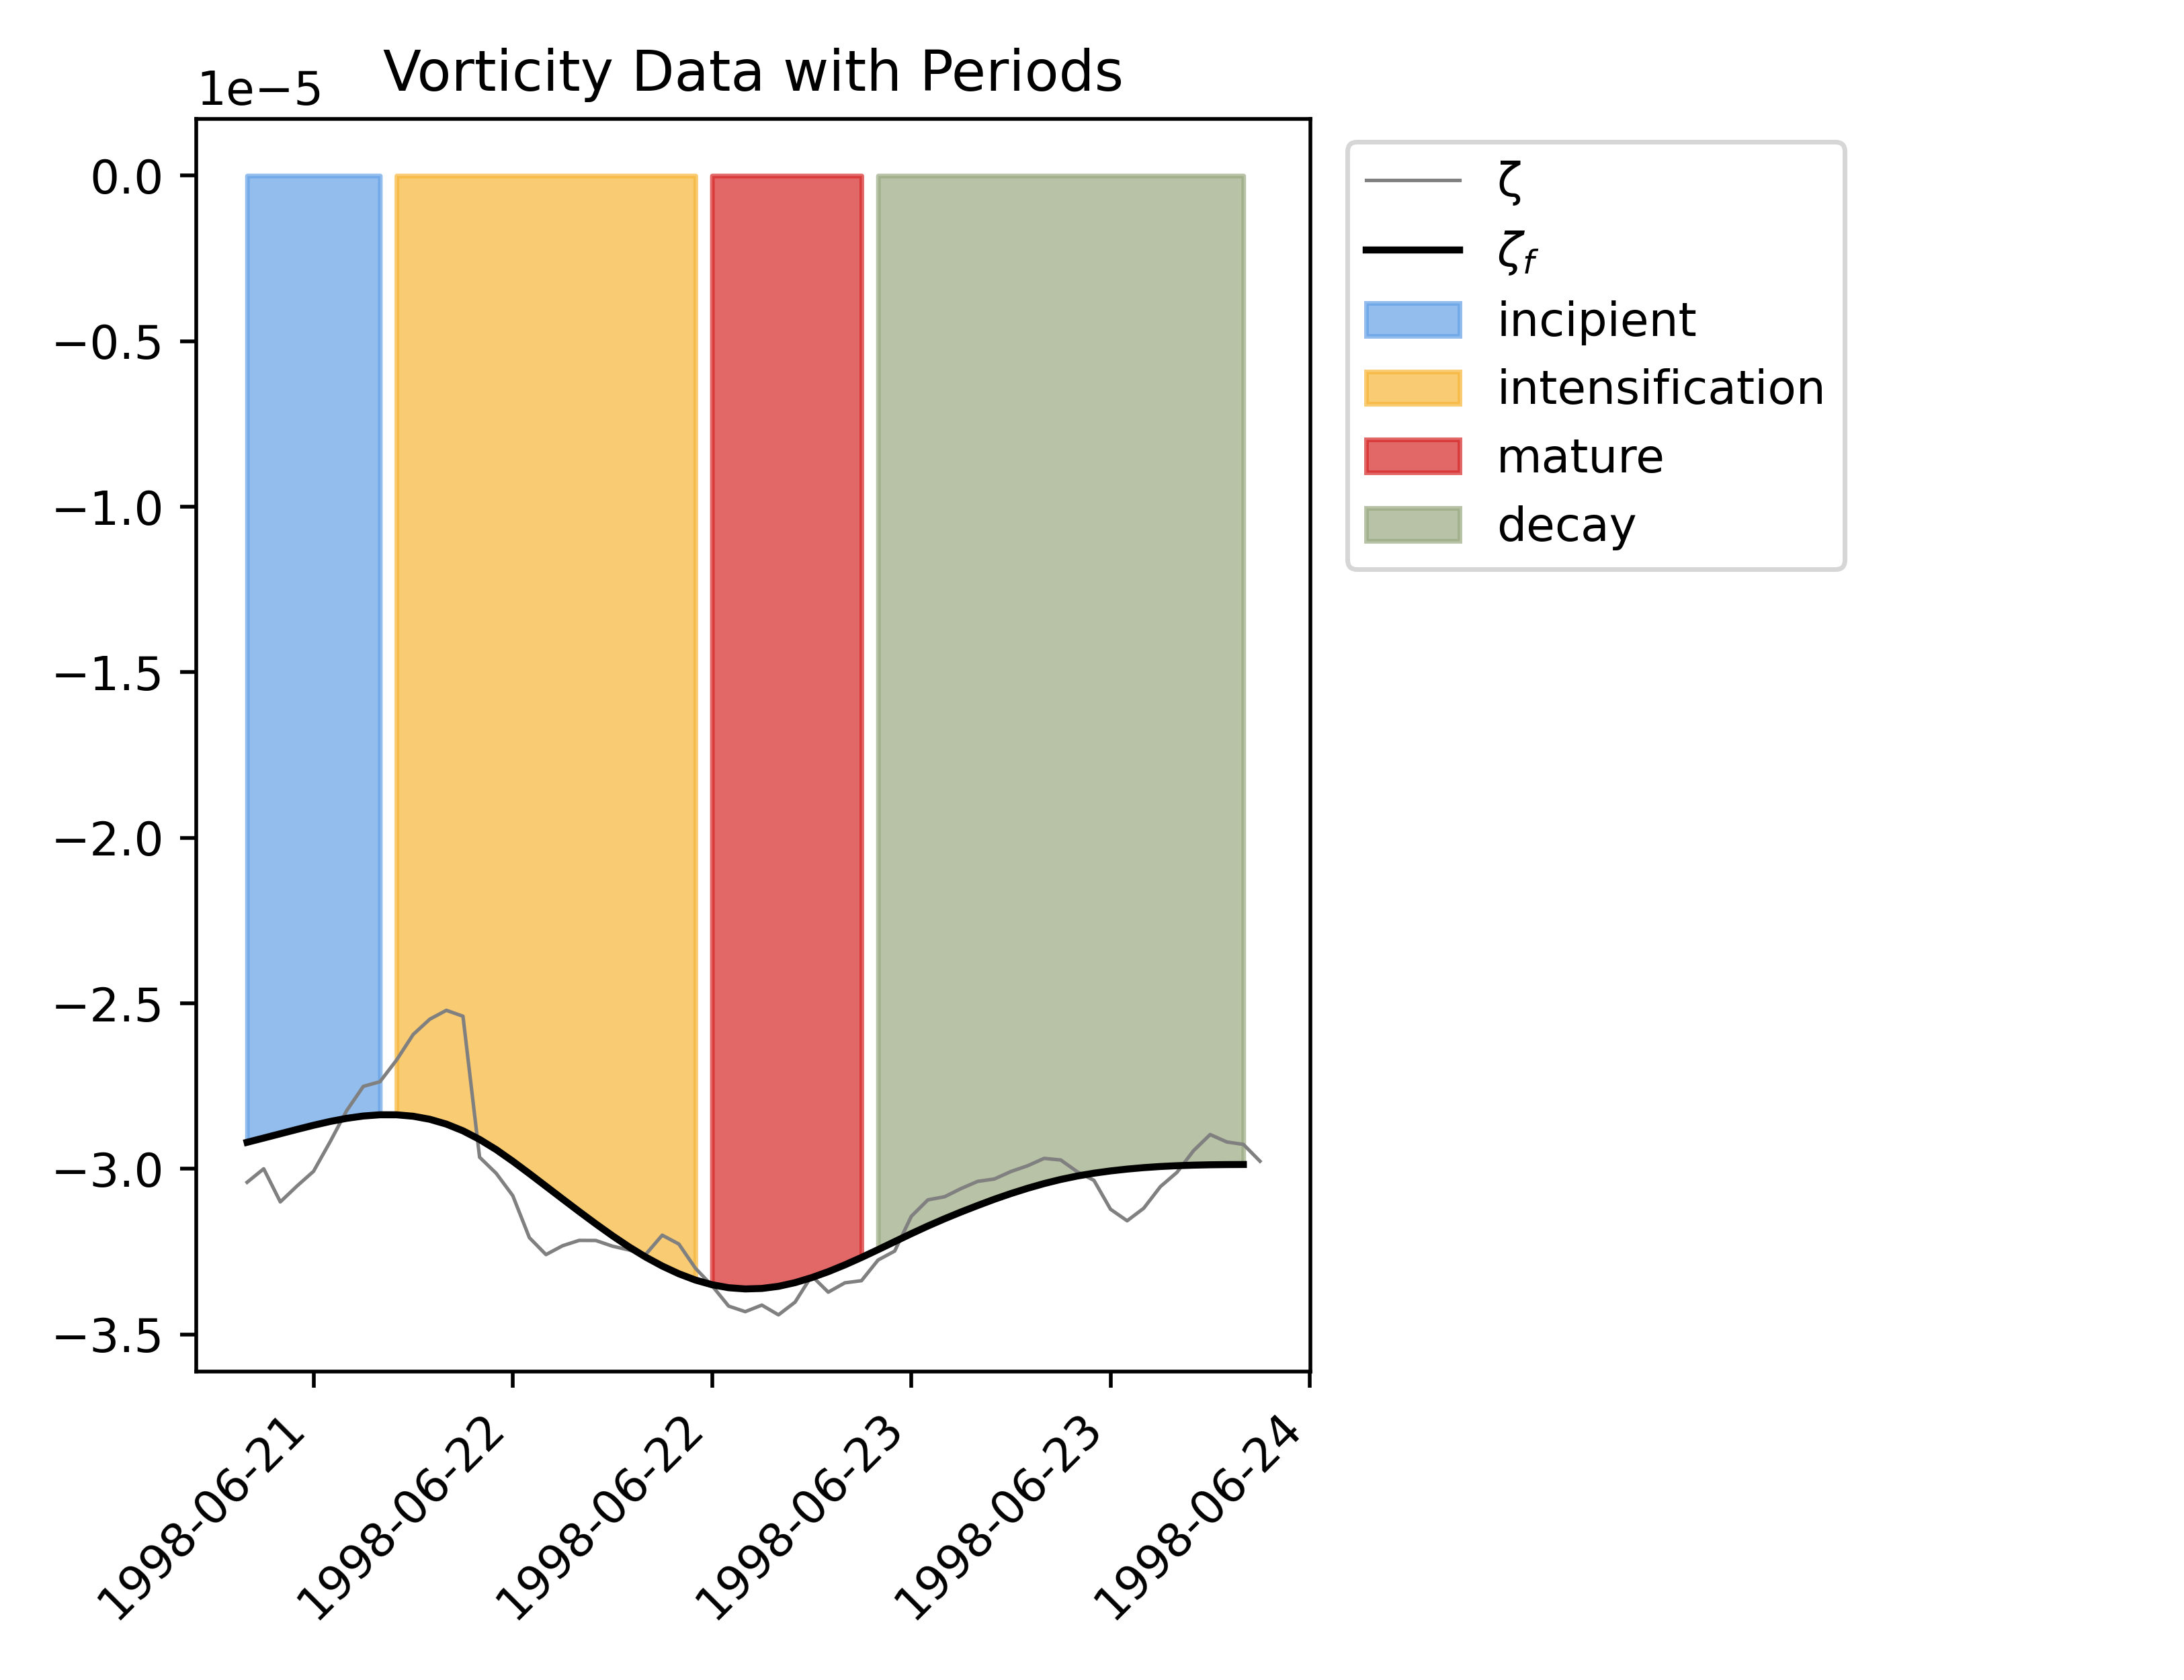 Vorticity Data with Periods
1e−5
0.0
−0.5
−1.0
−1.5
−2.0
−2.5
−3.0
−3.5
1998-06-21
1998-06-22
1998-06-22
1998-06-23
1998-06-23
1998-06-24
ζ
ζf
incipient
intensification
mature
decay